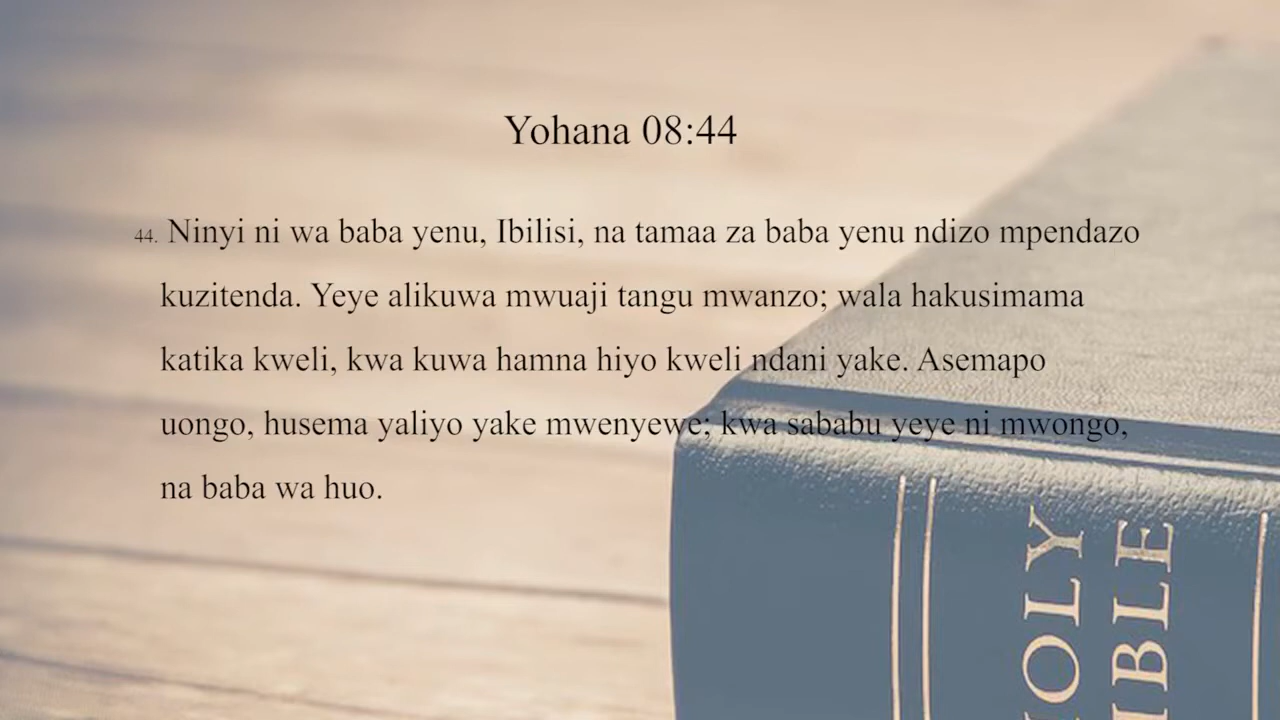 Yohana 08:44
44. Ninyi ni wa baba yenu, Ibilisi, na tamaa za baba yenu ndizo mpendazo
kuzitenda. Yeye alikuwa mwuaji tangu mwanzo; wala hakusimama
katika kweli, kwa kuwa hamna hiyo kweli ndani yake. Asemapo
uongo, husema yaliyo yake mwenyewe; kwa sababu yeye ni mwongo,
na baba wa huo.
HOLY
BIBLE